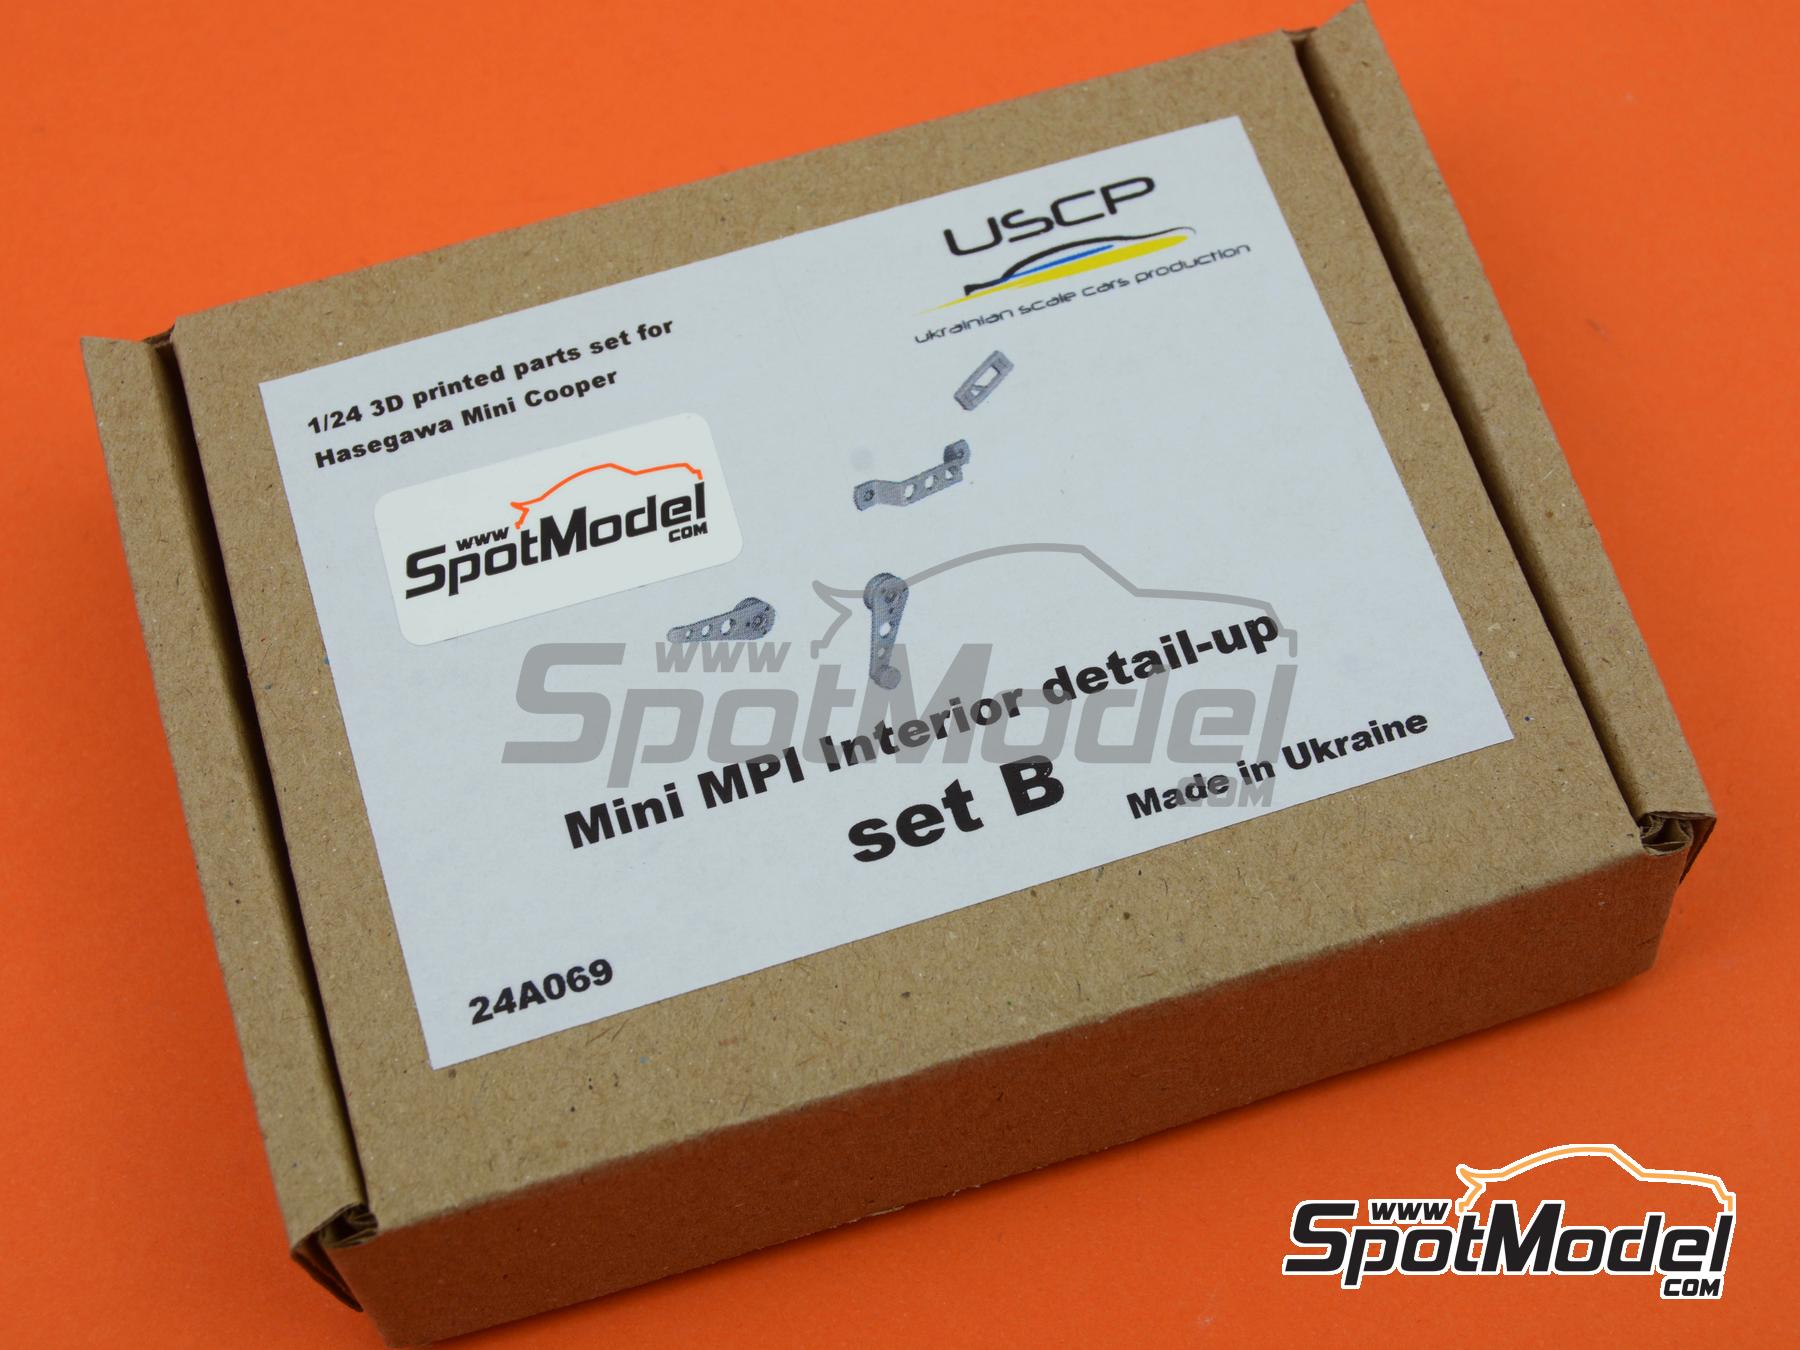 USCP
ukrainian scale cars production
1/24 3D printed parts set for
Hasegawa Mini Cooper
www
SpotModel
COM
www
SpotModel
COM
Mini MPI Interior detail-up
set B
Made in Ukraine
24A069
www
SpotModel
COM